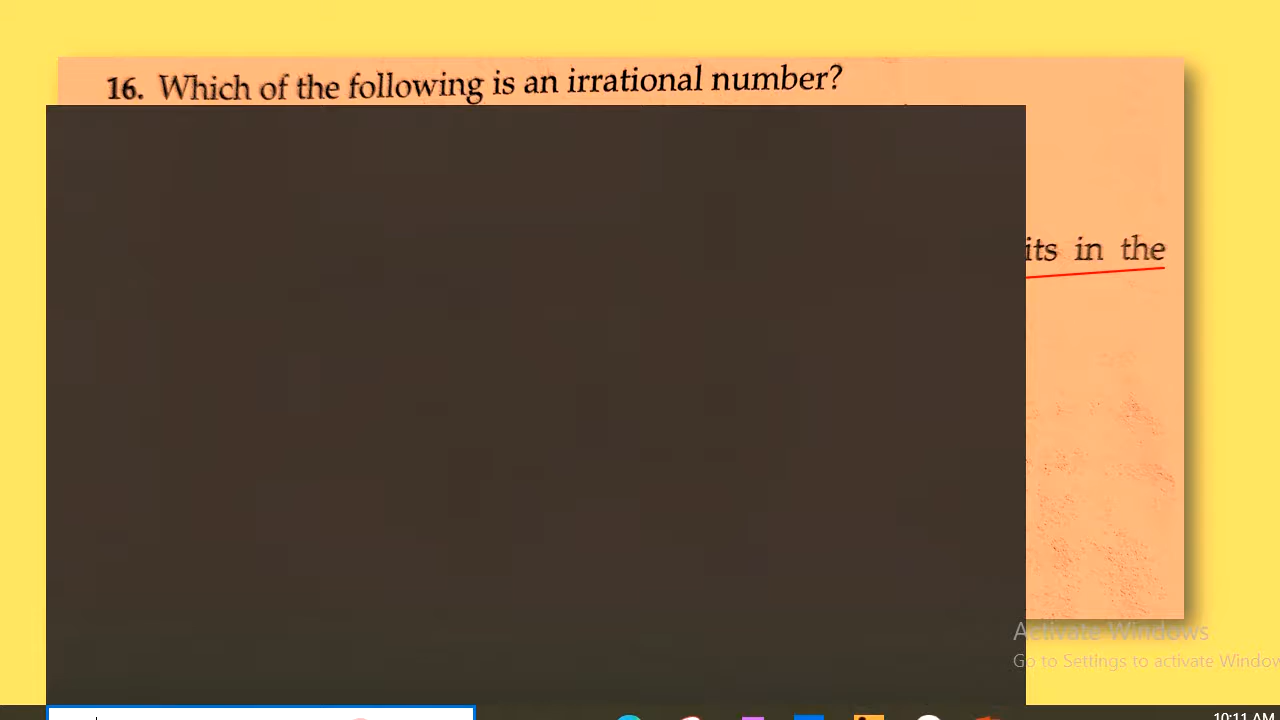 16. Which of the following is an irrational number?
its in the
Activate Windows
Go to Settings to activate Window
10:11 AM